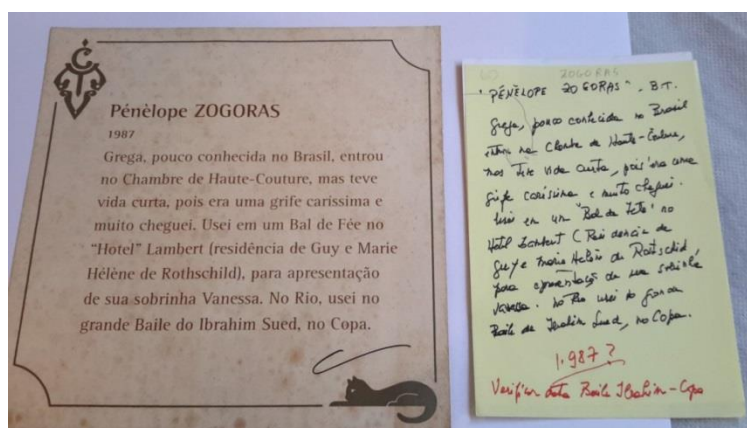 Pénèlope ZOGORAS
1987
Grega, pouco conhecida no Brasil, entrou
no Chambre de Haute-Couture, mas teve
vida curta, pois era uma grife caríssima e
muito cheguei. Usei em um Bal de Fée no
"Hotel" Lambert (residência de Guy e Marie
Hélène de Rothschild), para apresentação
de sua sobrinha Vanessa. No Rio, usei no
grande Baile do Ibrahim Sued, no Copa.
ZOGORAS
"PÉNÈLOPE ZOGORAS". B.T.
Grega, pouco conhecida no Brasil
na de Haute-Couture,
mas teve vida curta, pois era uma
grife caríssima e muito cheguei.
Usei em um "Bal de no
Hotel Lambert (Residencia de
Guy e Marie Helène de Rothschild,
para apresentação de sua sobrinha
Vanessa. No Rio usei no grande
Baile de Ibrahim Sued, no Copa.
1.987?
Verificar data Baile Ibrahim-Copa